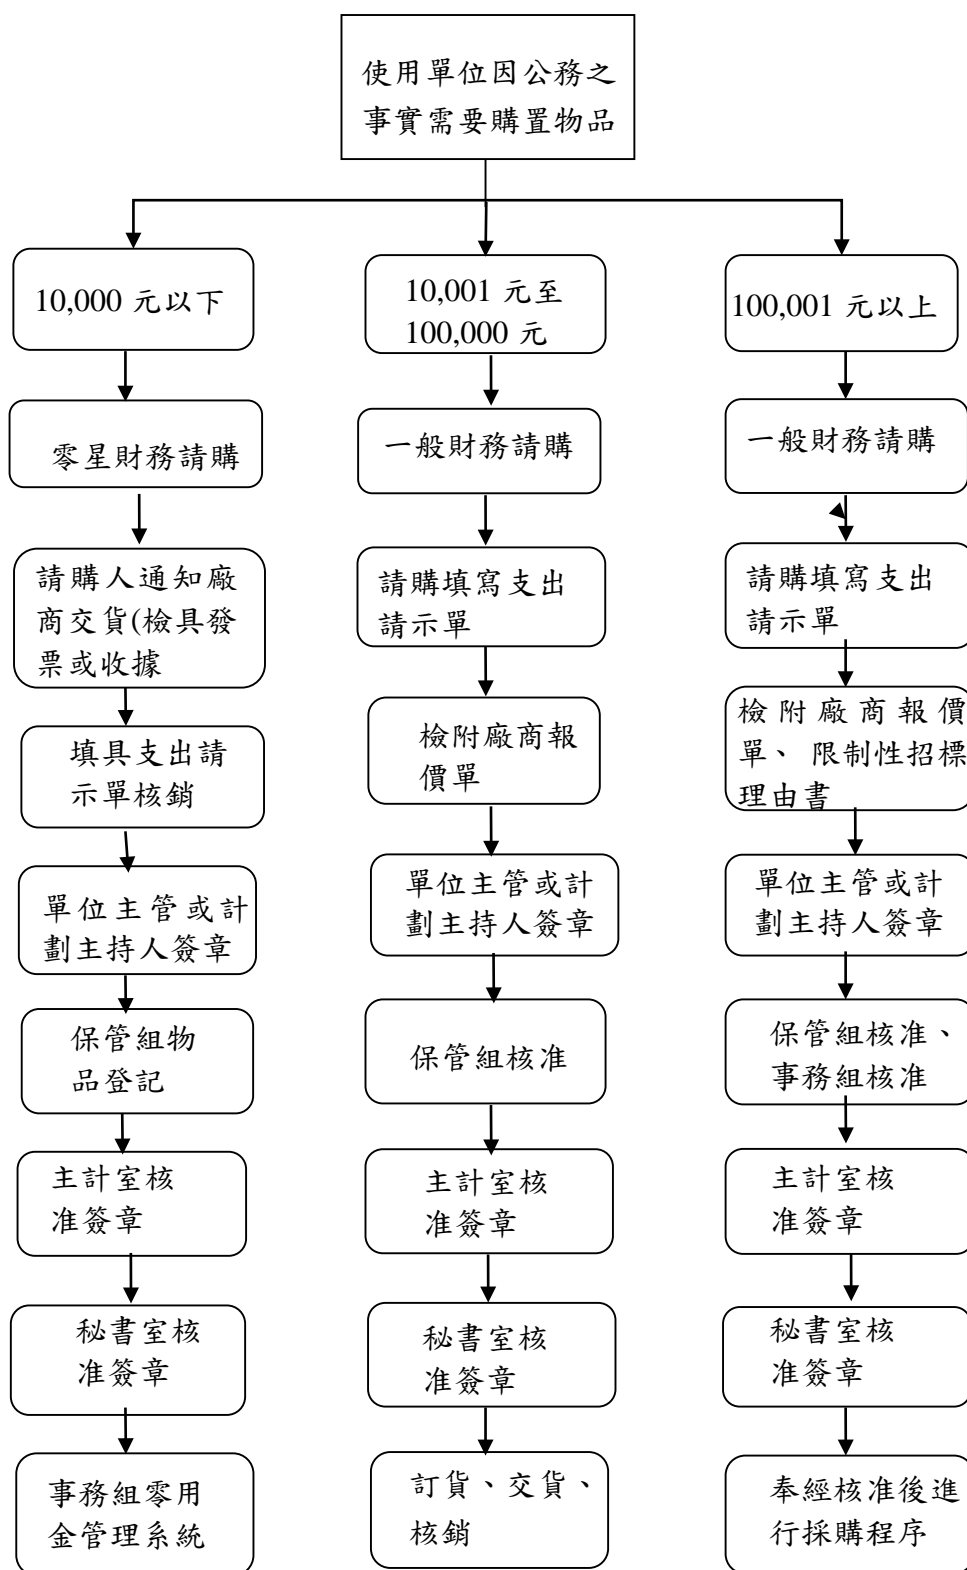 使用單位因公務之
事實需要購置物品
10,000 元以下
零星財務請購
請購人通知廠
商交貨(檢具發
票或收據
填具支出請
示單核銷
單位主管或計
劃主持人簽章
保管組物
品登記
主計室核
准簽章
秘書室核
准簽章
事務組零用
金管理系統
10,001 元至
100,000 元
一般財務請購
請購填寫支出
請示單
檢附廠商報
價單
單位主管或計
劃主持人簽章
保管組核准
主計室核
准簽章
秘書室核
准簽章
訂貨、交貨、
核銷
100,001 元以上
一般財務請購
請購填寫支出
請示單
檢附廠商報價
單、 限制性招標
理由書
單位主管或計
劃主持人簽章
保管組核准、
事務組核准
主計室核
准簽章
秘書室核
准簽章
奉經核准後進
行採購程序